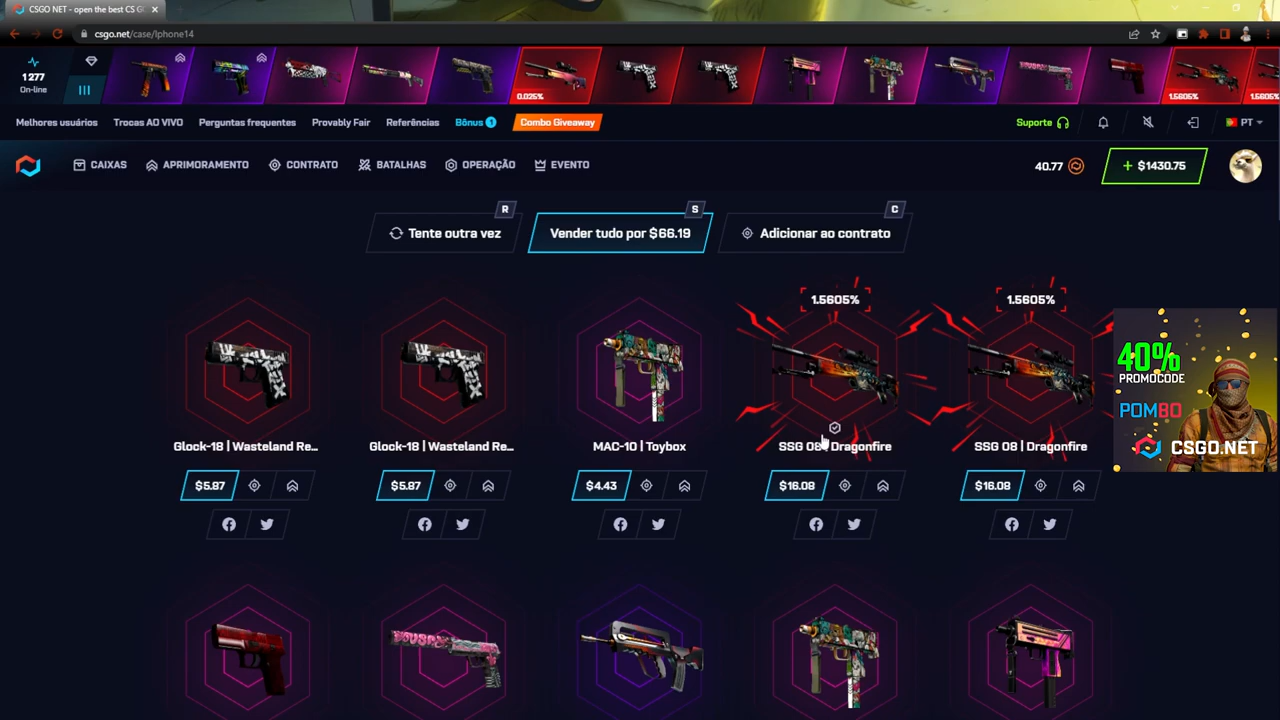 CSGO NET - open the best CS G
csgo.net/case/Iphone14
1 277
On-line
0.025%
1.5605%
1.5605%
Melhores usuários
Trocas AO VIVO
Perguntas frequentes
Provably Fair
Referências
Bônus 1
Combo Giveaway
Suporte
PT
CAIXAS
APRIMORAMENTO
CONTRATO
BATALHAS
OPERAÇÃO
EVENTO
40.77
+ $1430.75
R
Tente outra vez
S
Vender tudo por $66.19
C
Adicionar ao contrato
1.5605%
1.5605%
Glock-18 | Wasteland Re...
Glock-18 | Wasteland Re...
MAC-10 | Toybox
SSG 08 | Dragonfire
SSG 08 | Dragonfire
$5.87
$5.87
$4.43
$16.08
$16.08
40%
PROMOCODE
POM80
CSGO.NET